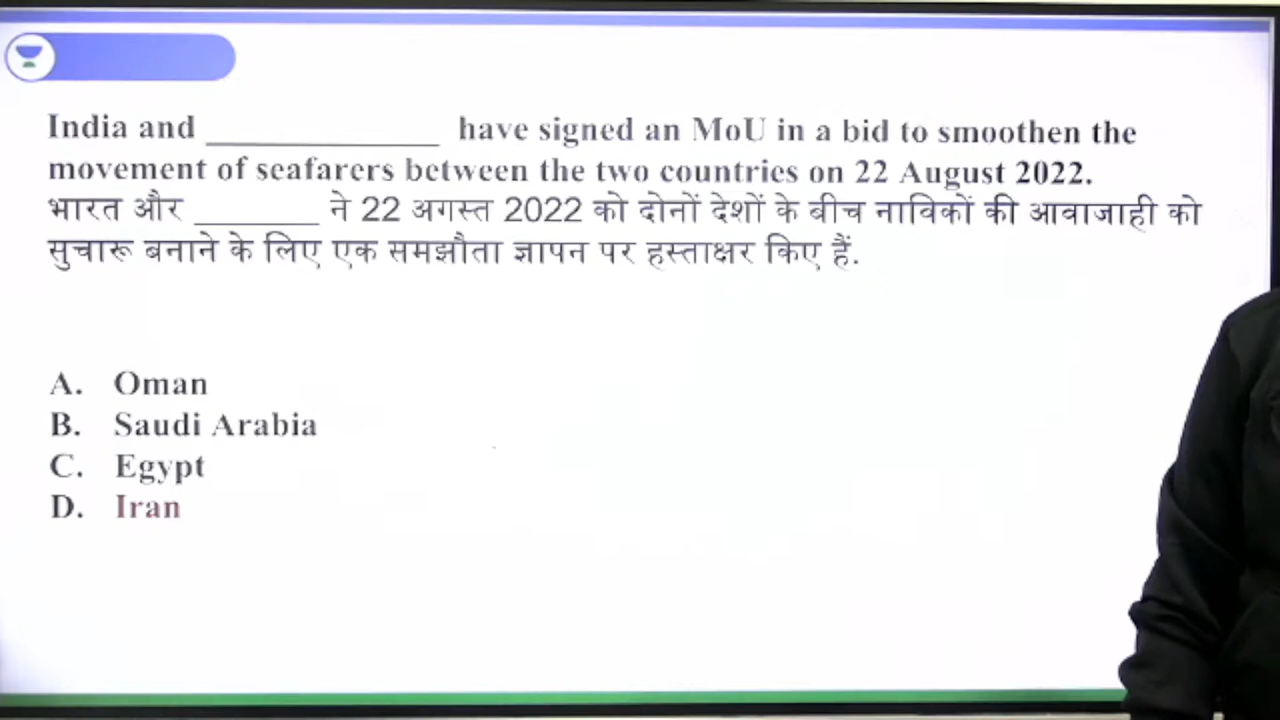 India and ______________ have signed an MoU in a bid to smoothen the
movement of seafarers between the two countries on 22 August 2022.
भारत और ________ ने 22 अगस्त 2022 को दोनों देशों के बीच नाविकों की आवाजाही को
सुचारू बनाने के लिए एक समझौता ज्ञापन पर हस्ताक्षर किए हैं.
A. Oman
B. Saudi Arabia
C. Egypt
D. Iran